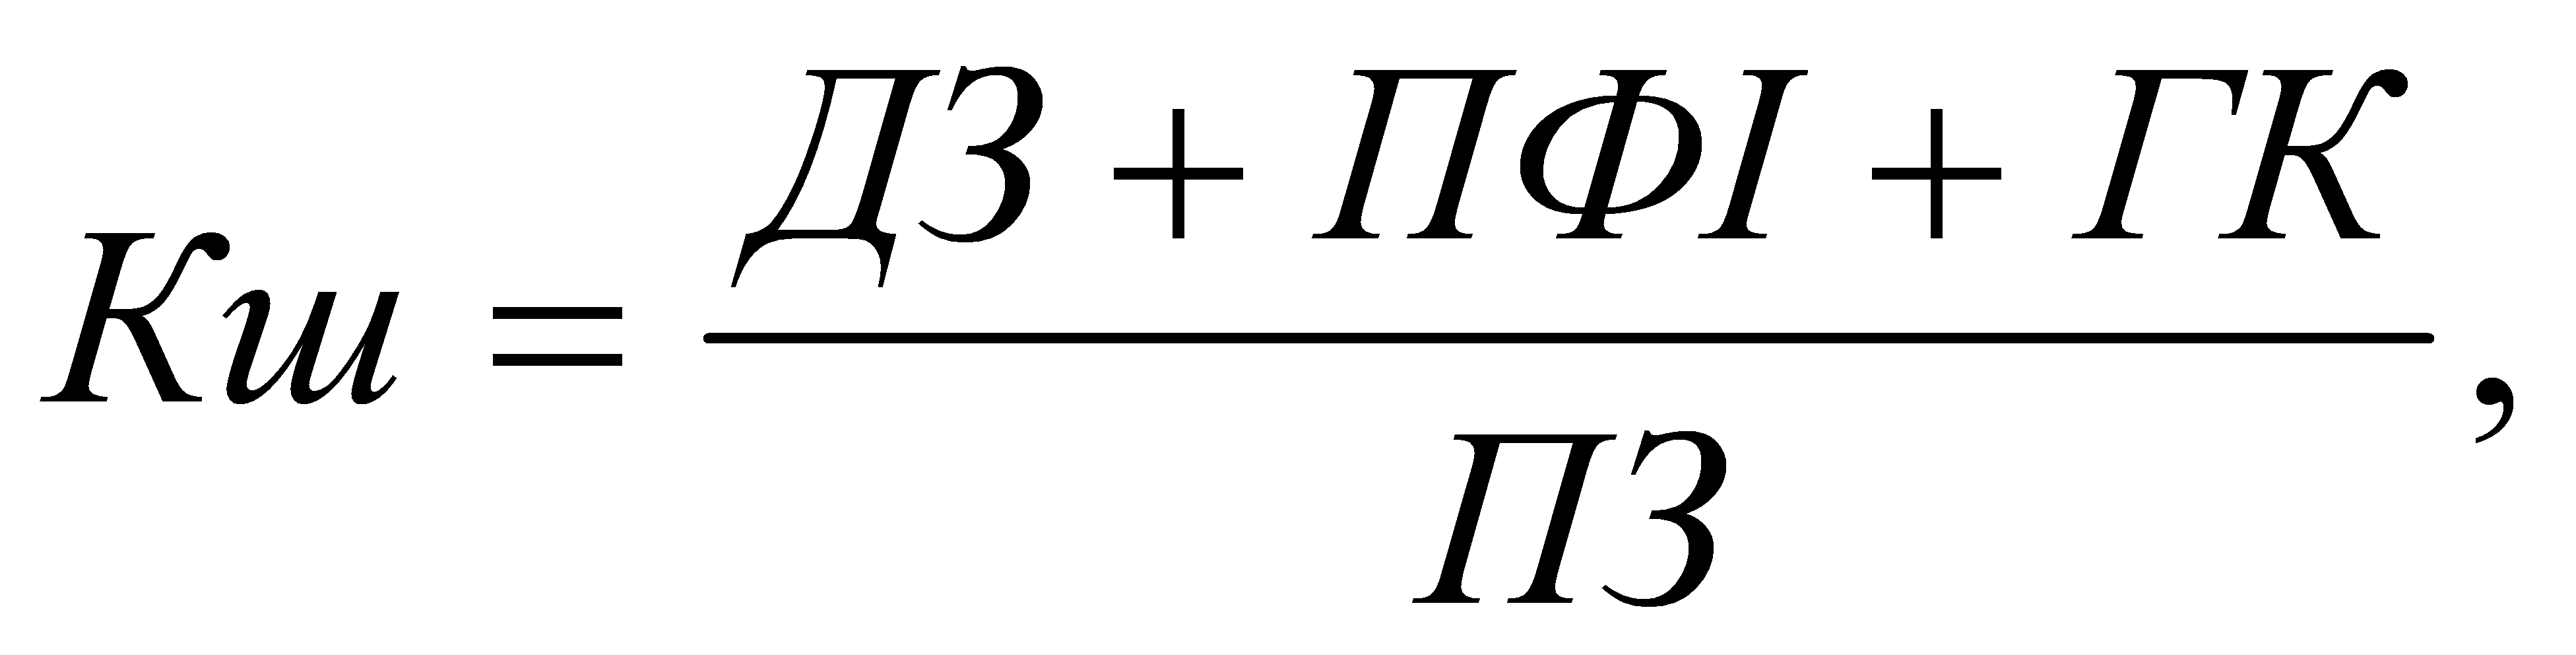 ДЗ + ПФІ + ГК
Кш = ,
ПЗ